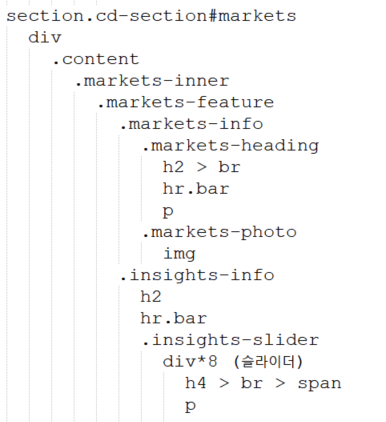 section.cd-section#markets
div
.content
.markets-inner
.markets-feature
.markets-info
.markets-heading
h2 > br
hr.bar
p
.markets-photo
img
.insights-info
h2
hr.bar
.insights-slider
div*8 (슬라이더)
h4 > br > span
p